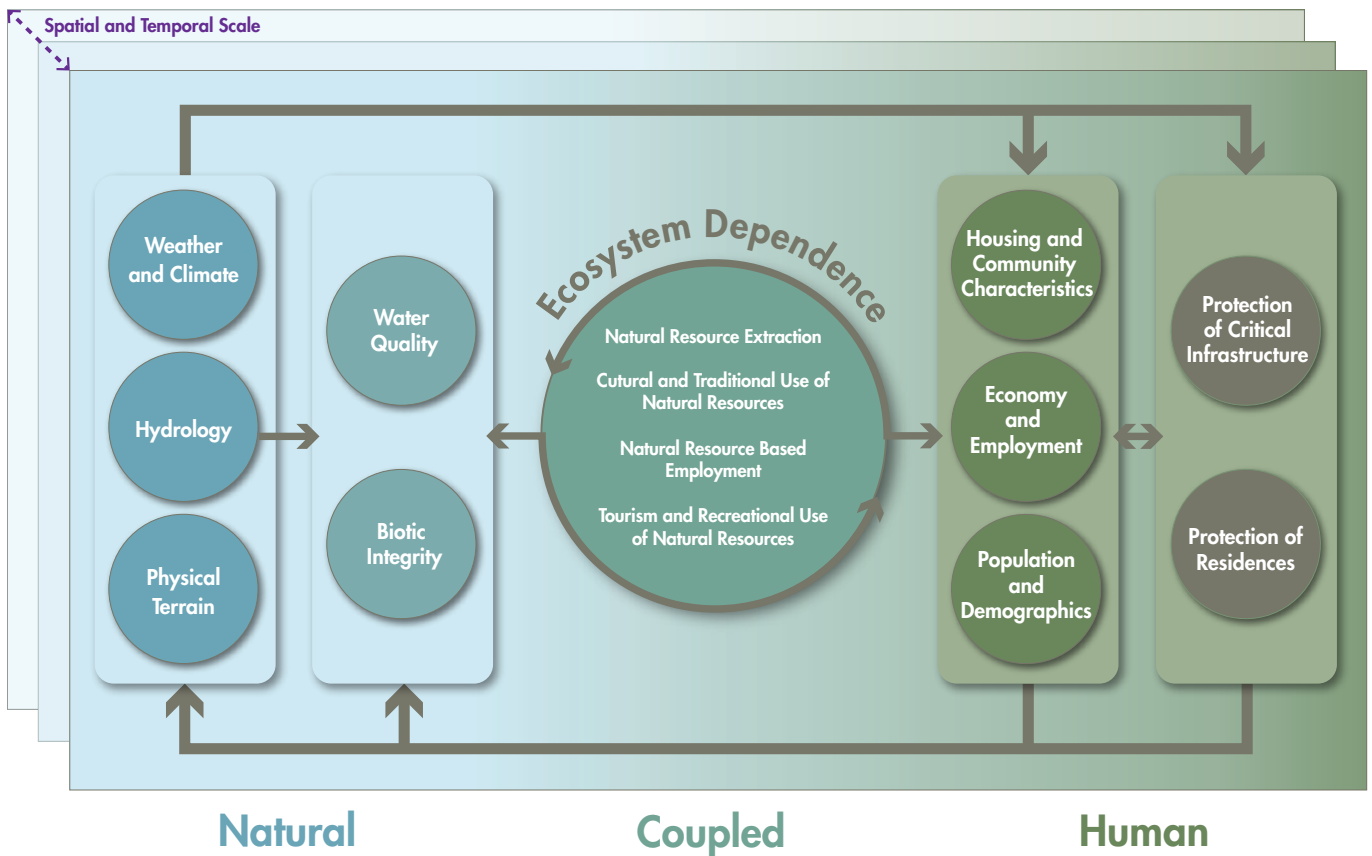 Spatial and Temporal Scale
Weather
and Climate
Hydrology
Physical
Terrain
Water
Quality
Biotic
Integrity
Ecosystem Dependence
Natural Resource Extraction
Cutural and Traditional Use of
Natural Resources
Natural Resource Based
Employment
Tourism and Recreational Use
of Natural Resources
Housing and
Community
Characteristics
Economy
and
Employment
Population
and
Demographics
Protection
of Critical
Infrastructure
Protection of
Residences
Natural
Coupled
Human